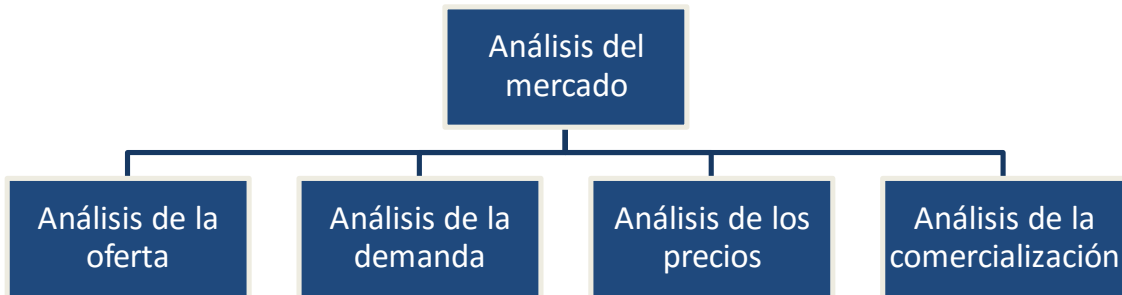 Análisis del
mercado
Análisis de la
oferta
Análisis de la
demanda
Análisis de los
precios
Análisis de la
comercialización